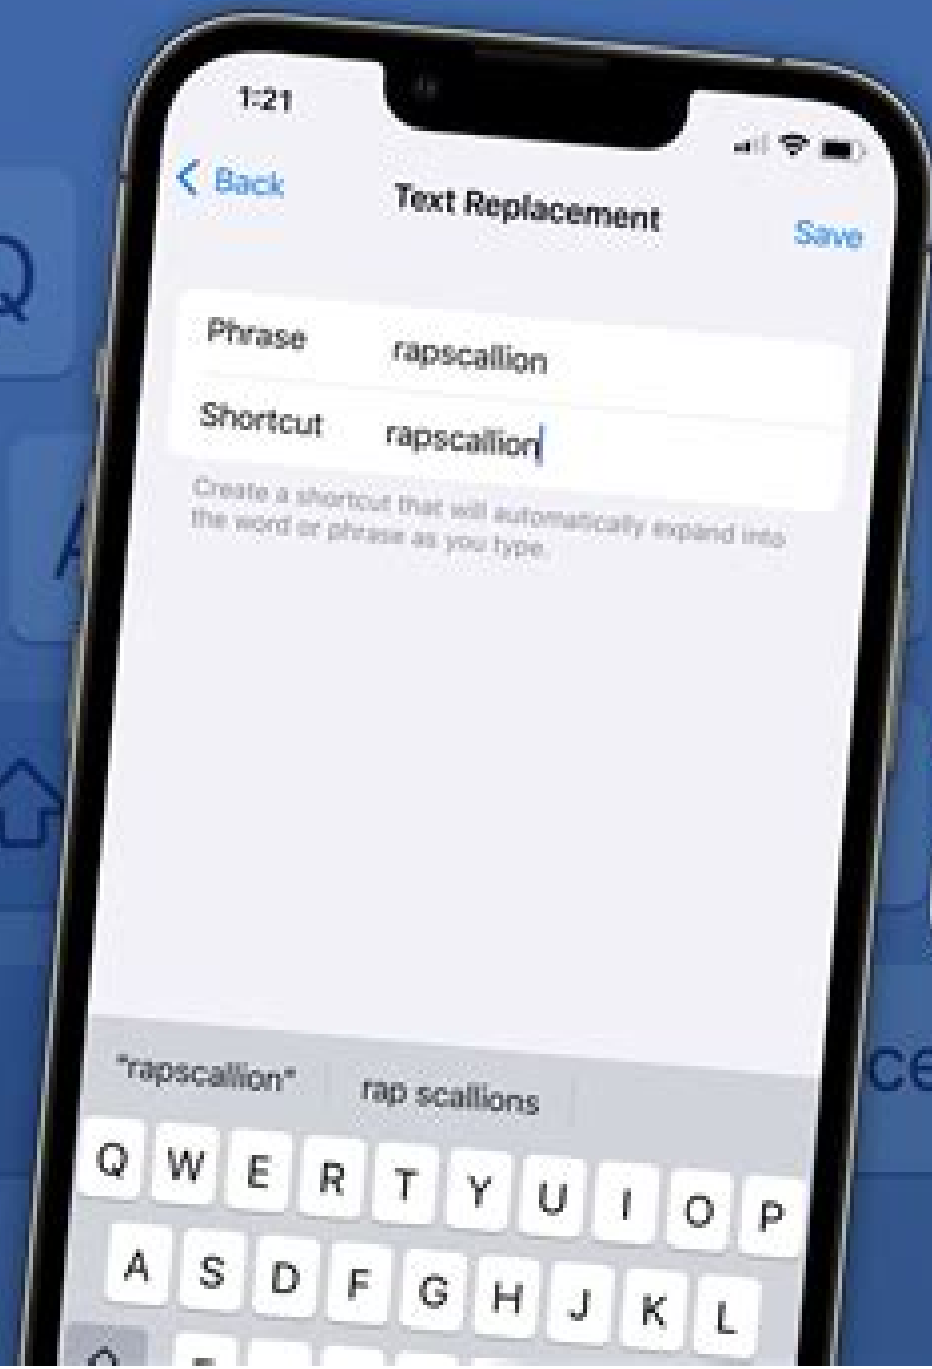 1:21
Back
Text Replacement
Save
Phrase rapscallion
Shortcut rapscallion
Create a shortcut that will automatically expand into
the word or phrase as you type.
"rapscallion" rap scallions
Q W E R T Y U I O P
A S D F G H J K L
Q
A
ce